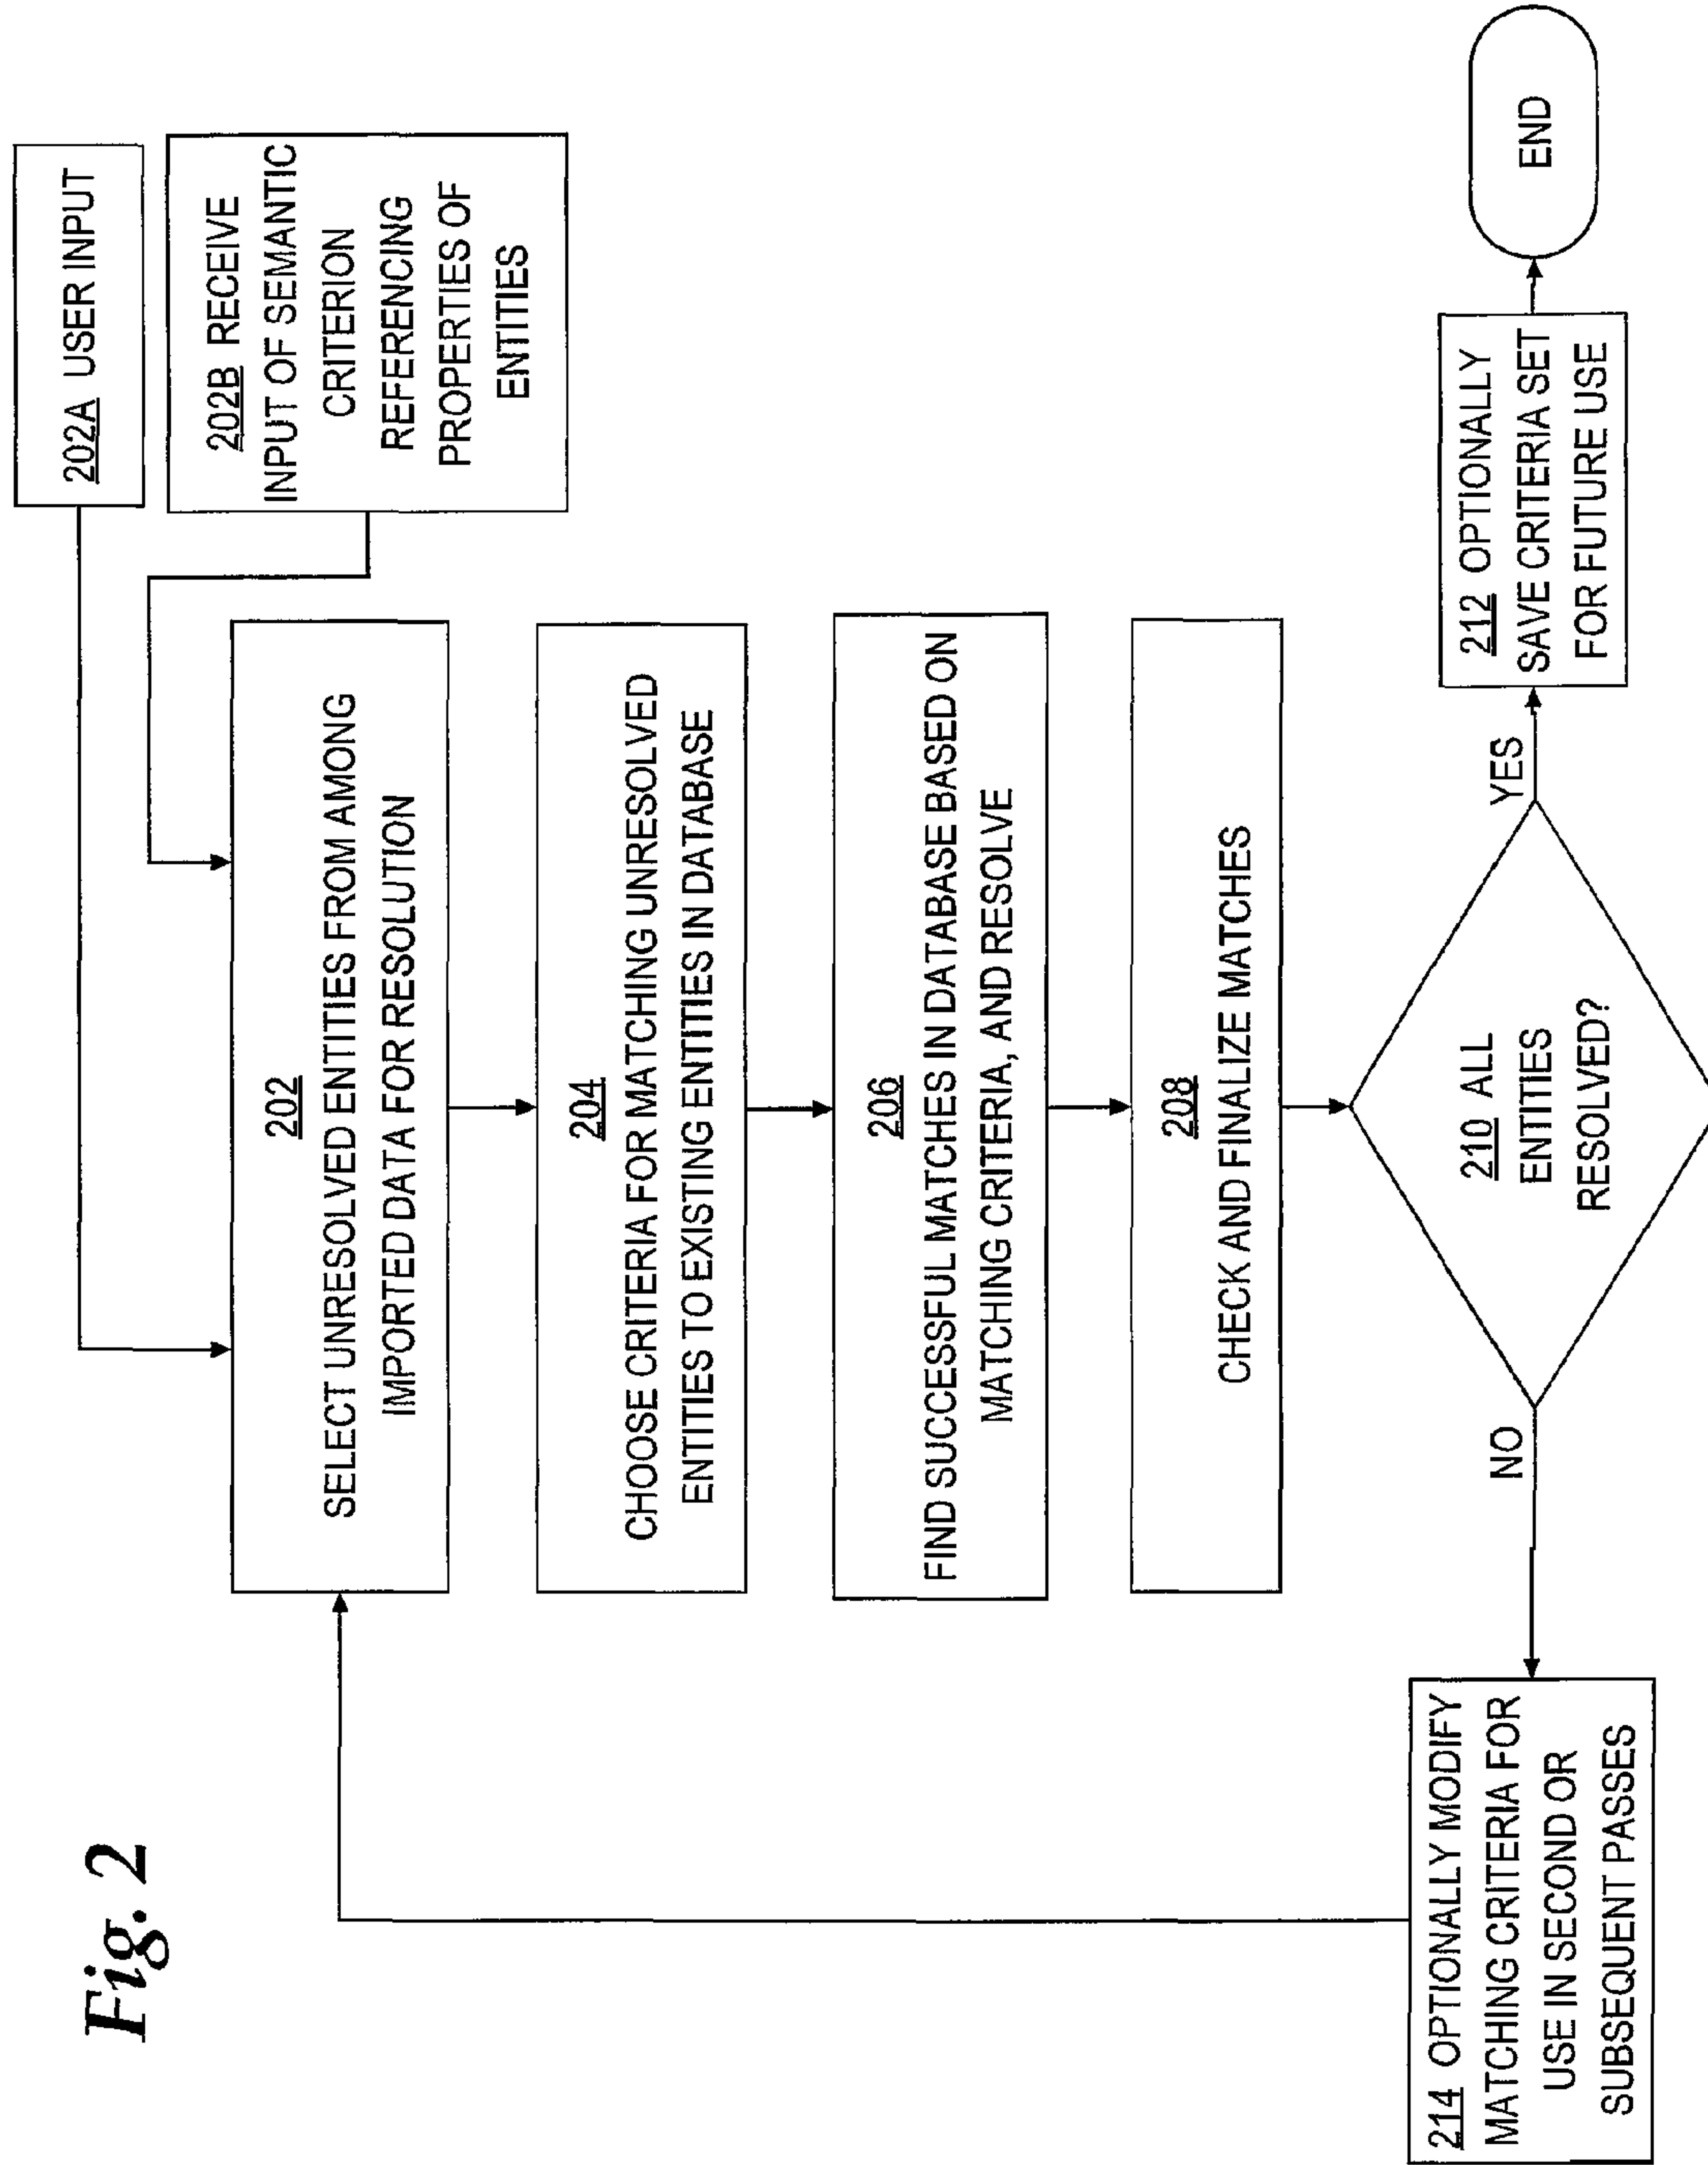 Fig. 2
202A USER INPUT
202B RECEIVE
INPUT OF SEMANTIC
CRITERION
REFERENCING
PROPERTIES OF
ENTITIES
202
SELECT UNRESOLVED ENTITIES FROM AMONG
IMPORTED DATA FOR RESOLUTION
204
CHOOSE CRITERIA FOR MATCHING UNRESOLVED
ENTITIES TO EXISTING ENTITIES IN DATABASE
206
FIND SUCCESSFUL MATCHES IN DATABASE BASED ON
MATCHING CRITERIA, AND RESOLVE
208
CHECK AND FINALIZE MATCHES
210 ALL
ENTITIES
RESOLVED?
NO
YES
214 OPTIONALLY MODIFY
MATCHING CRITERIA FOR
USE IN SECOND OR
SUBSEQUENT PASSES
212 OPTIONALLY
SAVE CRITERIA SET
FOR FUTURE USE
END